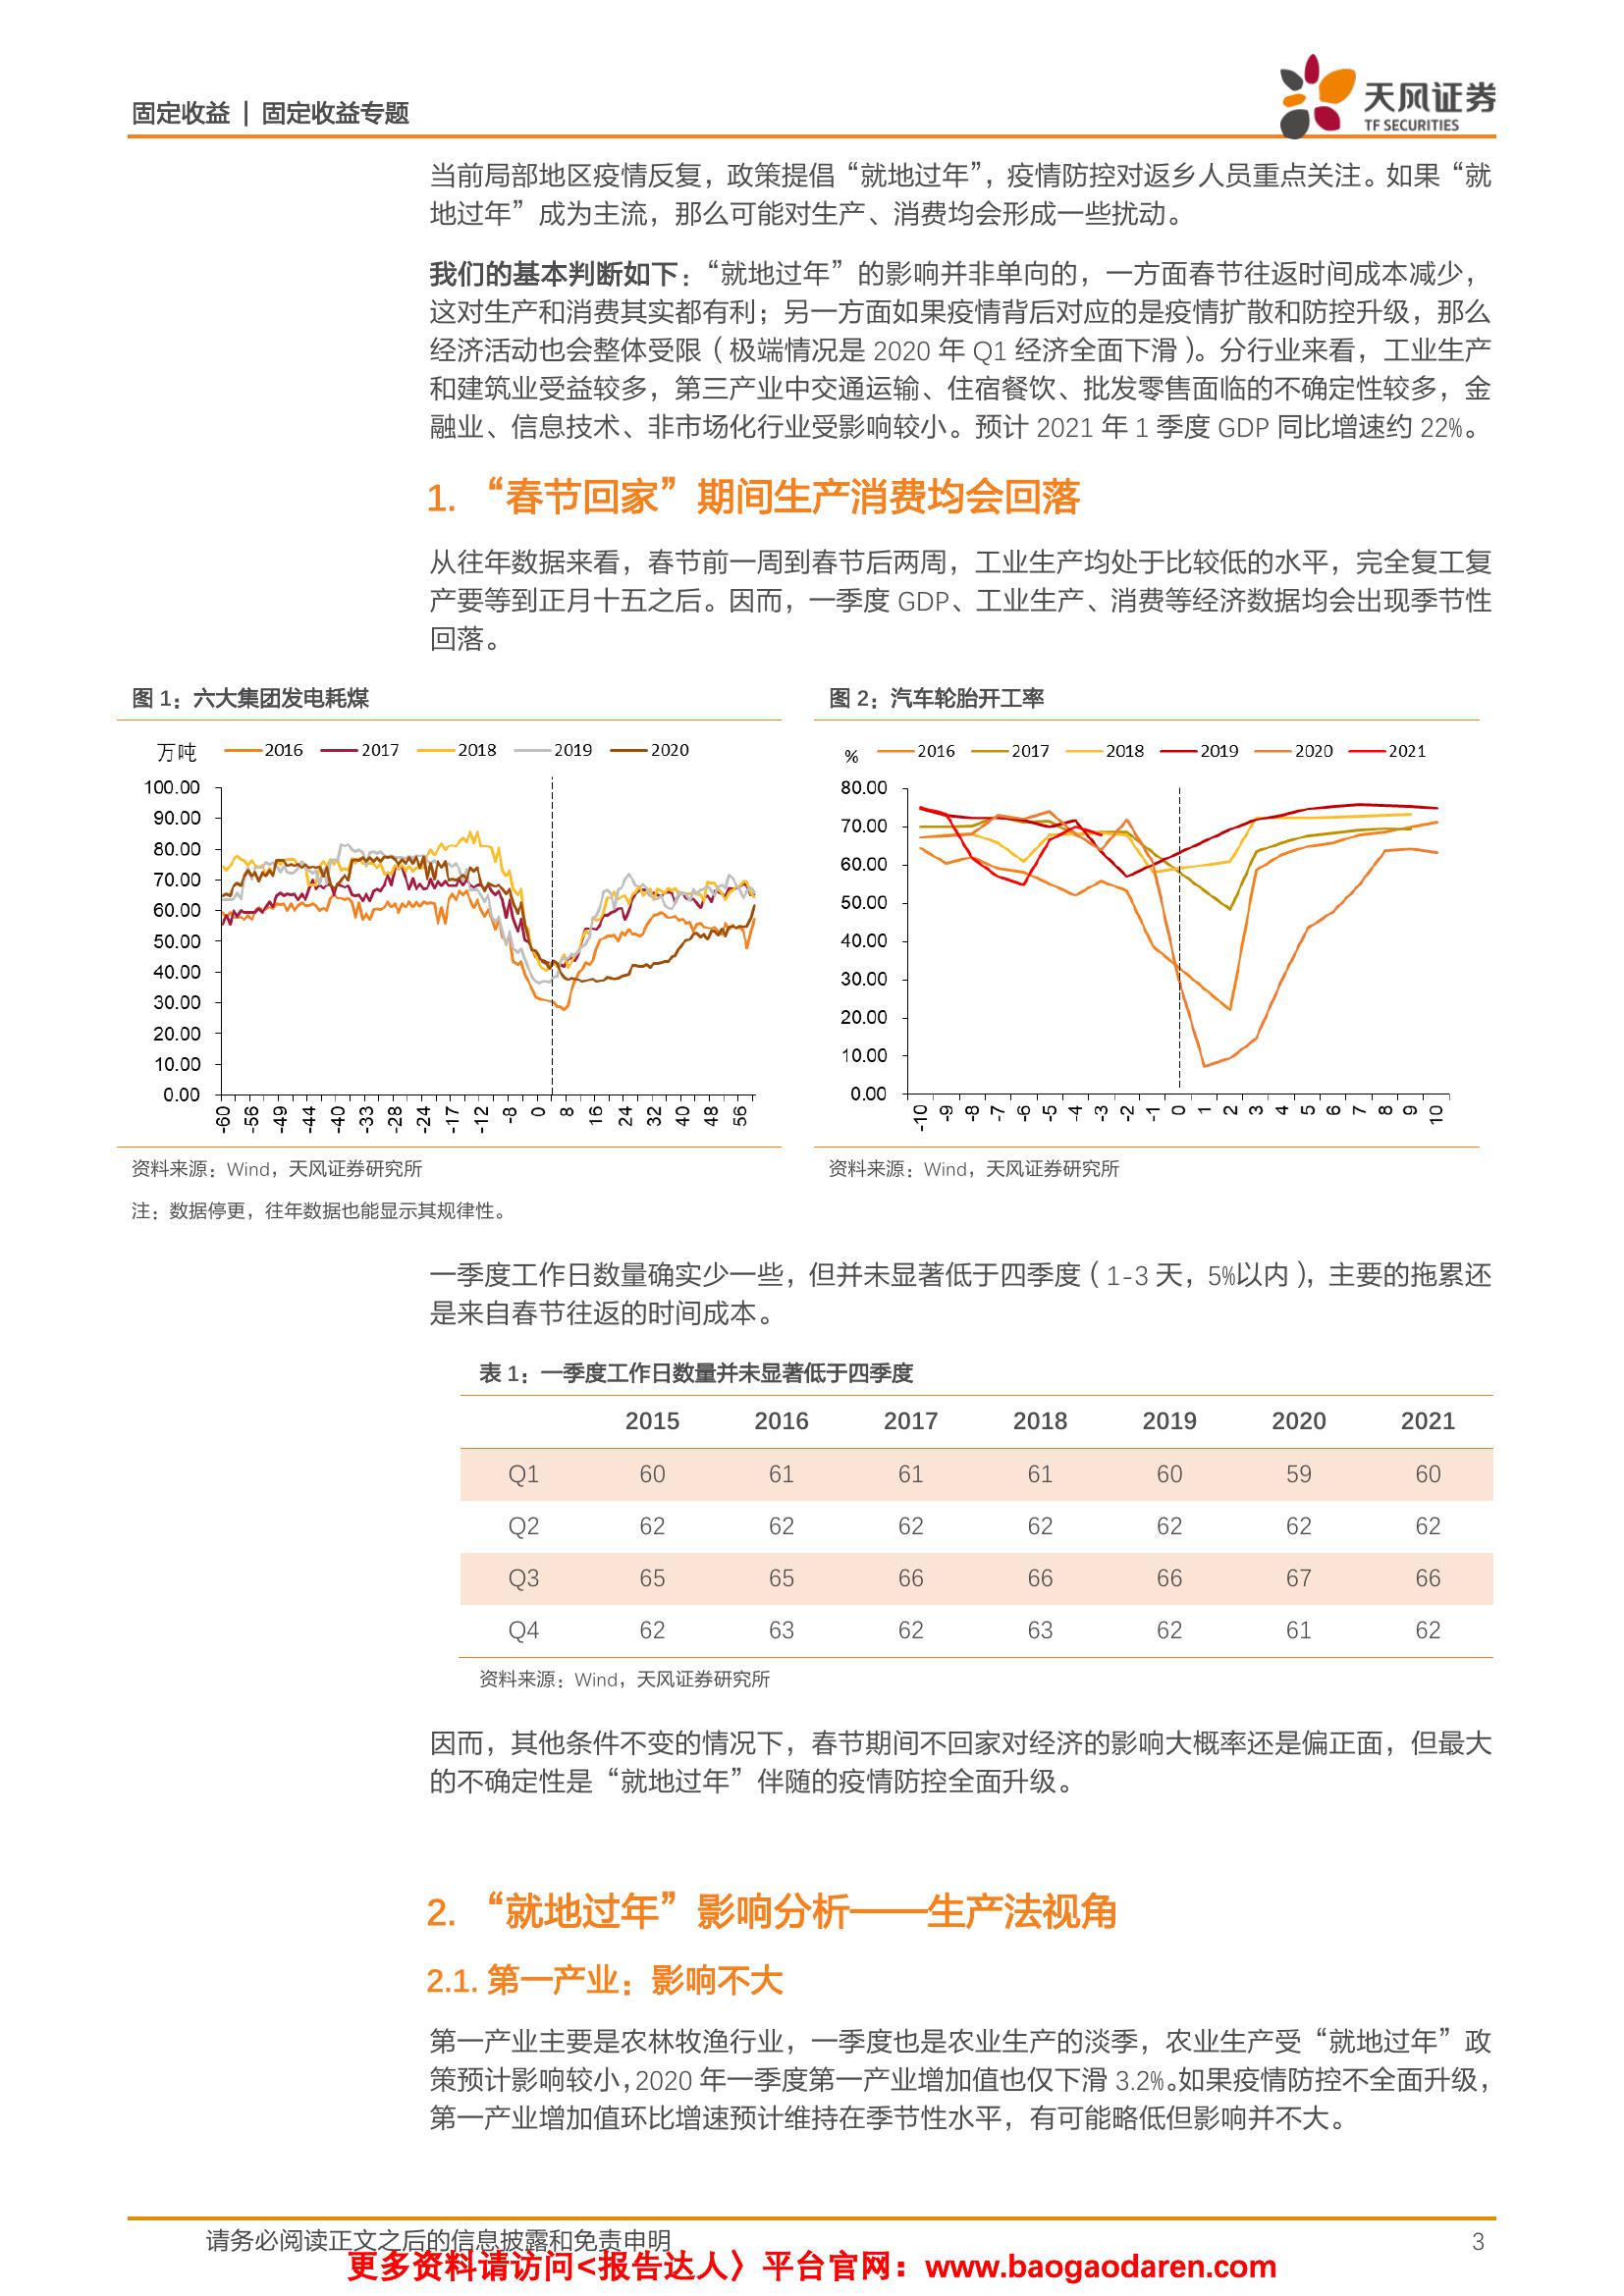 固定收益 | 固定收益专题
天风证券
TF SECURITIES
当前局部地区疫情反复，政策提倡“就地过年”，疫情防控对返乡人员重点关注。如果“就
地过年”成为主流，那么可能对生产、消费均会形成一些扰动。
我们的基本判断如下：“就地过年”的影响并非单向的，一方面春节往返时间成本减少，
这对生产和消费其实都有利；另一方面如果疫情背后对应的是疫情扩散和防控升级，那么
经济活动也会整体受限（极端情况是 2020 年 Q1 经济全面下滑）。分行业来看，工业生产
和建筑业受益较多，第三产业中交通运输、住宿餐饮、批发零售面临的不确定性较多，金
融业、信息技术、非市场化行业受影响较小。预计 2021 年 1 季度 GDP 同比增速约 22%。
1. “春节回家”期间生产消费均会回落
从往年数据来看，春节前一周到春节后两周，工业生产均处于比较低的水平，完全复工复
产要等到正月十五之后。因而，一季度 GDP、工业生产、消费等经济数据均会出现季节性
回落。
图 1：六大集团发电耗煤
万吨 2016 2017 2018 2019 2020
100.00
90.00
80.00
70.00
60.00
50.00
40.00
30.00
20.00
10.00
0.00
-60 -56 -49 -44 -40 -33 -28 -24 -17 -12 -8 0 8 16 24 32 40 48 56
资料来源：Wind，天风证券研究所
注：数据停更，往年数据也能显示其规律性。
图 2：汽车轮胎开工率
% 2016 2017 2018 2019 2020 2021
80.00
70.00
60.00
50.00
40.00
30.00
20.00
10.00
0.00
-10 -9 -8 -7 -6 -5 -4 -3 -2 -1 0 1 2 3 4 5 6 7 8 9 10
资料来源：Wind，天风证券研究所
一季度工作日数量确实少一些，但并未显著低于四季度（1-3 天，5%以内），主要的拖累还
是来自春节往返的时间成本。
表 1：一季度工作日数量并未显著低于四季度
2015 2016 2017 2018 2019 2020 2021
Q1 60 61 61 61 60 59 60
Q2 62 62 62 62 62 62 62
Q3 65 65 66 66 66 67 66
Q4 62 63 62 63 62 61 62
资料来源：Wind，天风证券研究所
因而，其他条件不变的情况下，春节期间不回家对经济的影响大概率还是偏正面，但最大
的不确定性是“就地过年”伴随的疫情防控全面升级。
2. “就地过年”影响分析——生产法视角
2.1. 第一产业：影响不大
第一产业主要是农林牧渔行业，一季度也是农业生产的淡季，农业生产受“就地过年”政
策预计影响较小，2020 年一季度第一产业增加值也仅下滑 3.2%。如果疫情防控不全面升级，
第一产业增加值环比增速预计维持在季节性水平，有可能略低但影响并不大。
请务必阅读正文之后的信息披露和免责申明
3
更多资料请访问<报告达人〉平台官网：www.baogaodaren.com